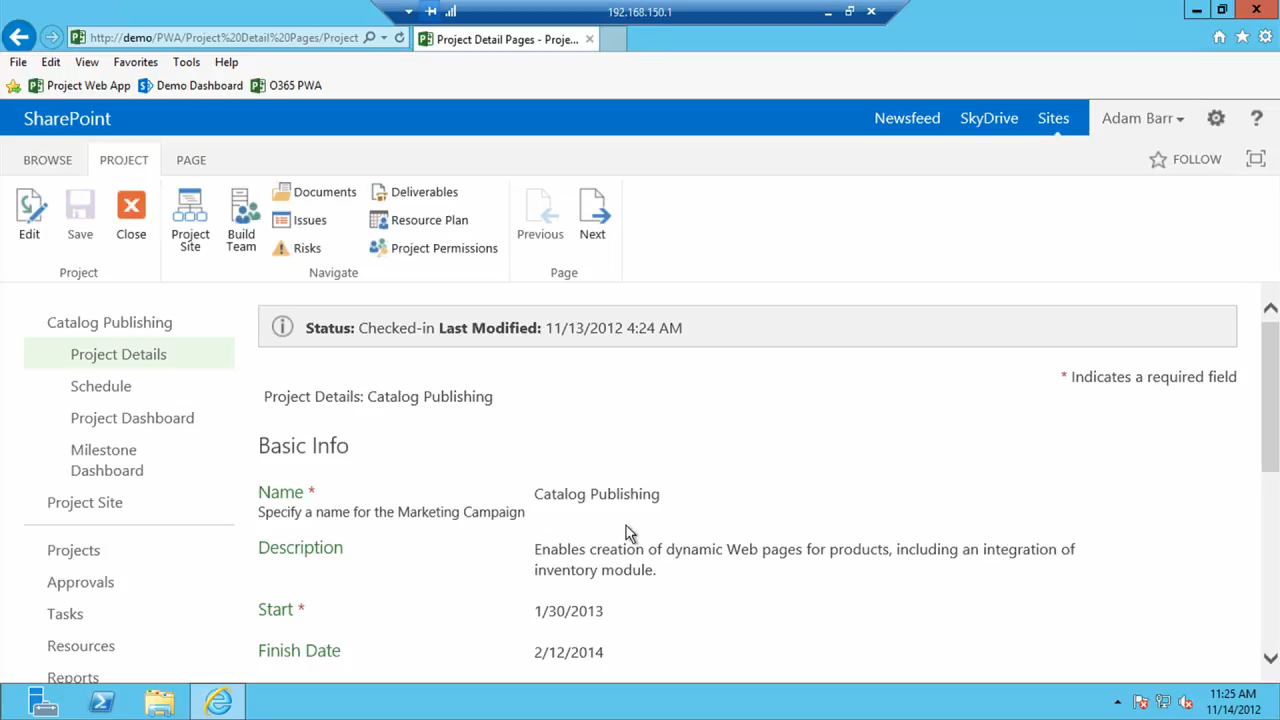 192.168.150.1
http://demo/PWA/Project%20Detail%20Pages/Project
Project Detail Pages - Proje...
File Edit View Favorites Tools Help
Project Web App Demo Dashboard O365 PWA
SharePoint
Newsfeed SkyDrive Sites Adam Barr ?
BROWSE PROJECT PAGE
FOLLOW
Edit Save Close
Project Site
Build Team
Documents Deliverables
Issues Resource Plan
Risks Project Permissions
Previous Next
Project Navigate Page
Catalog Publishing
Project Details
Schedule
Project Dashboard
Milestone
Dashboard
Project Site
Projects
Approvals
Tasks
Resources
Reports
Status: Checked-in Last Modified: 11/13/2012 4:24 AM
* Indicates a required field
Project Details: Catalog Publishing
Basic Info
Name * Catalog Publishing
Specify a name for the Marketing Campaign
Description Enables creation of dynamic Web pages for products, including an integration of
inventory module.
Start * 1/30/2013
Finish Date 2/12/2014
11:25 AM
11/14/2012